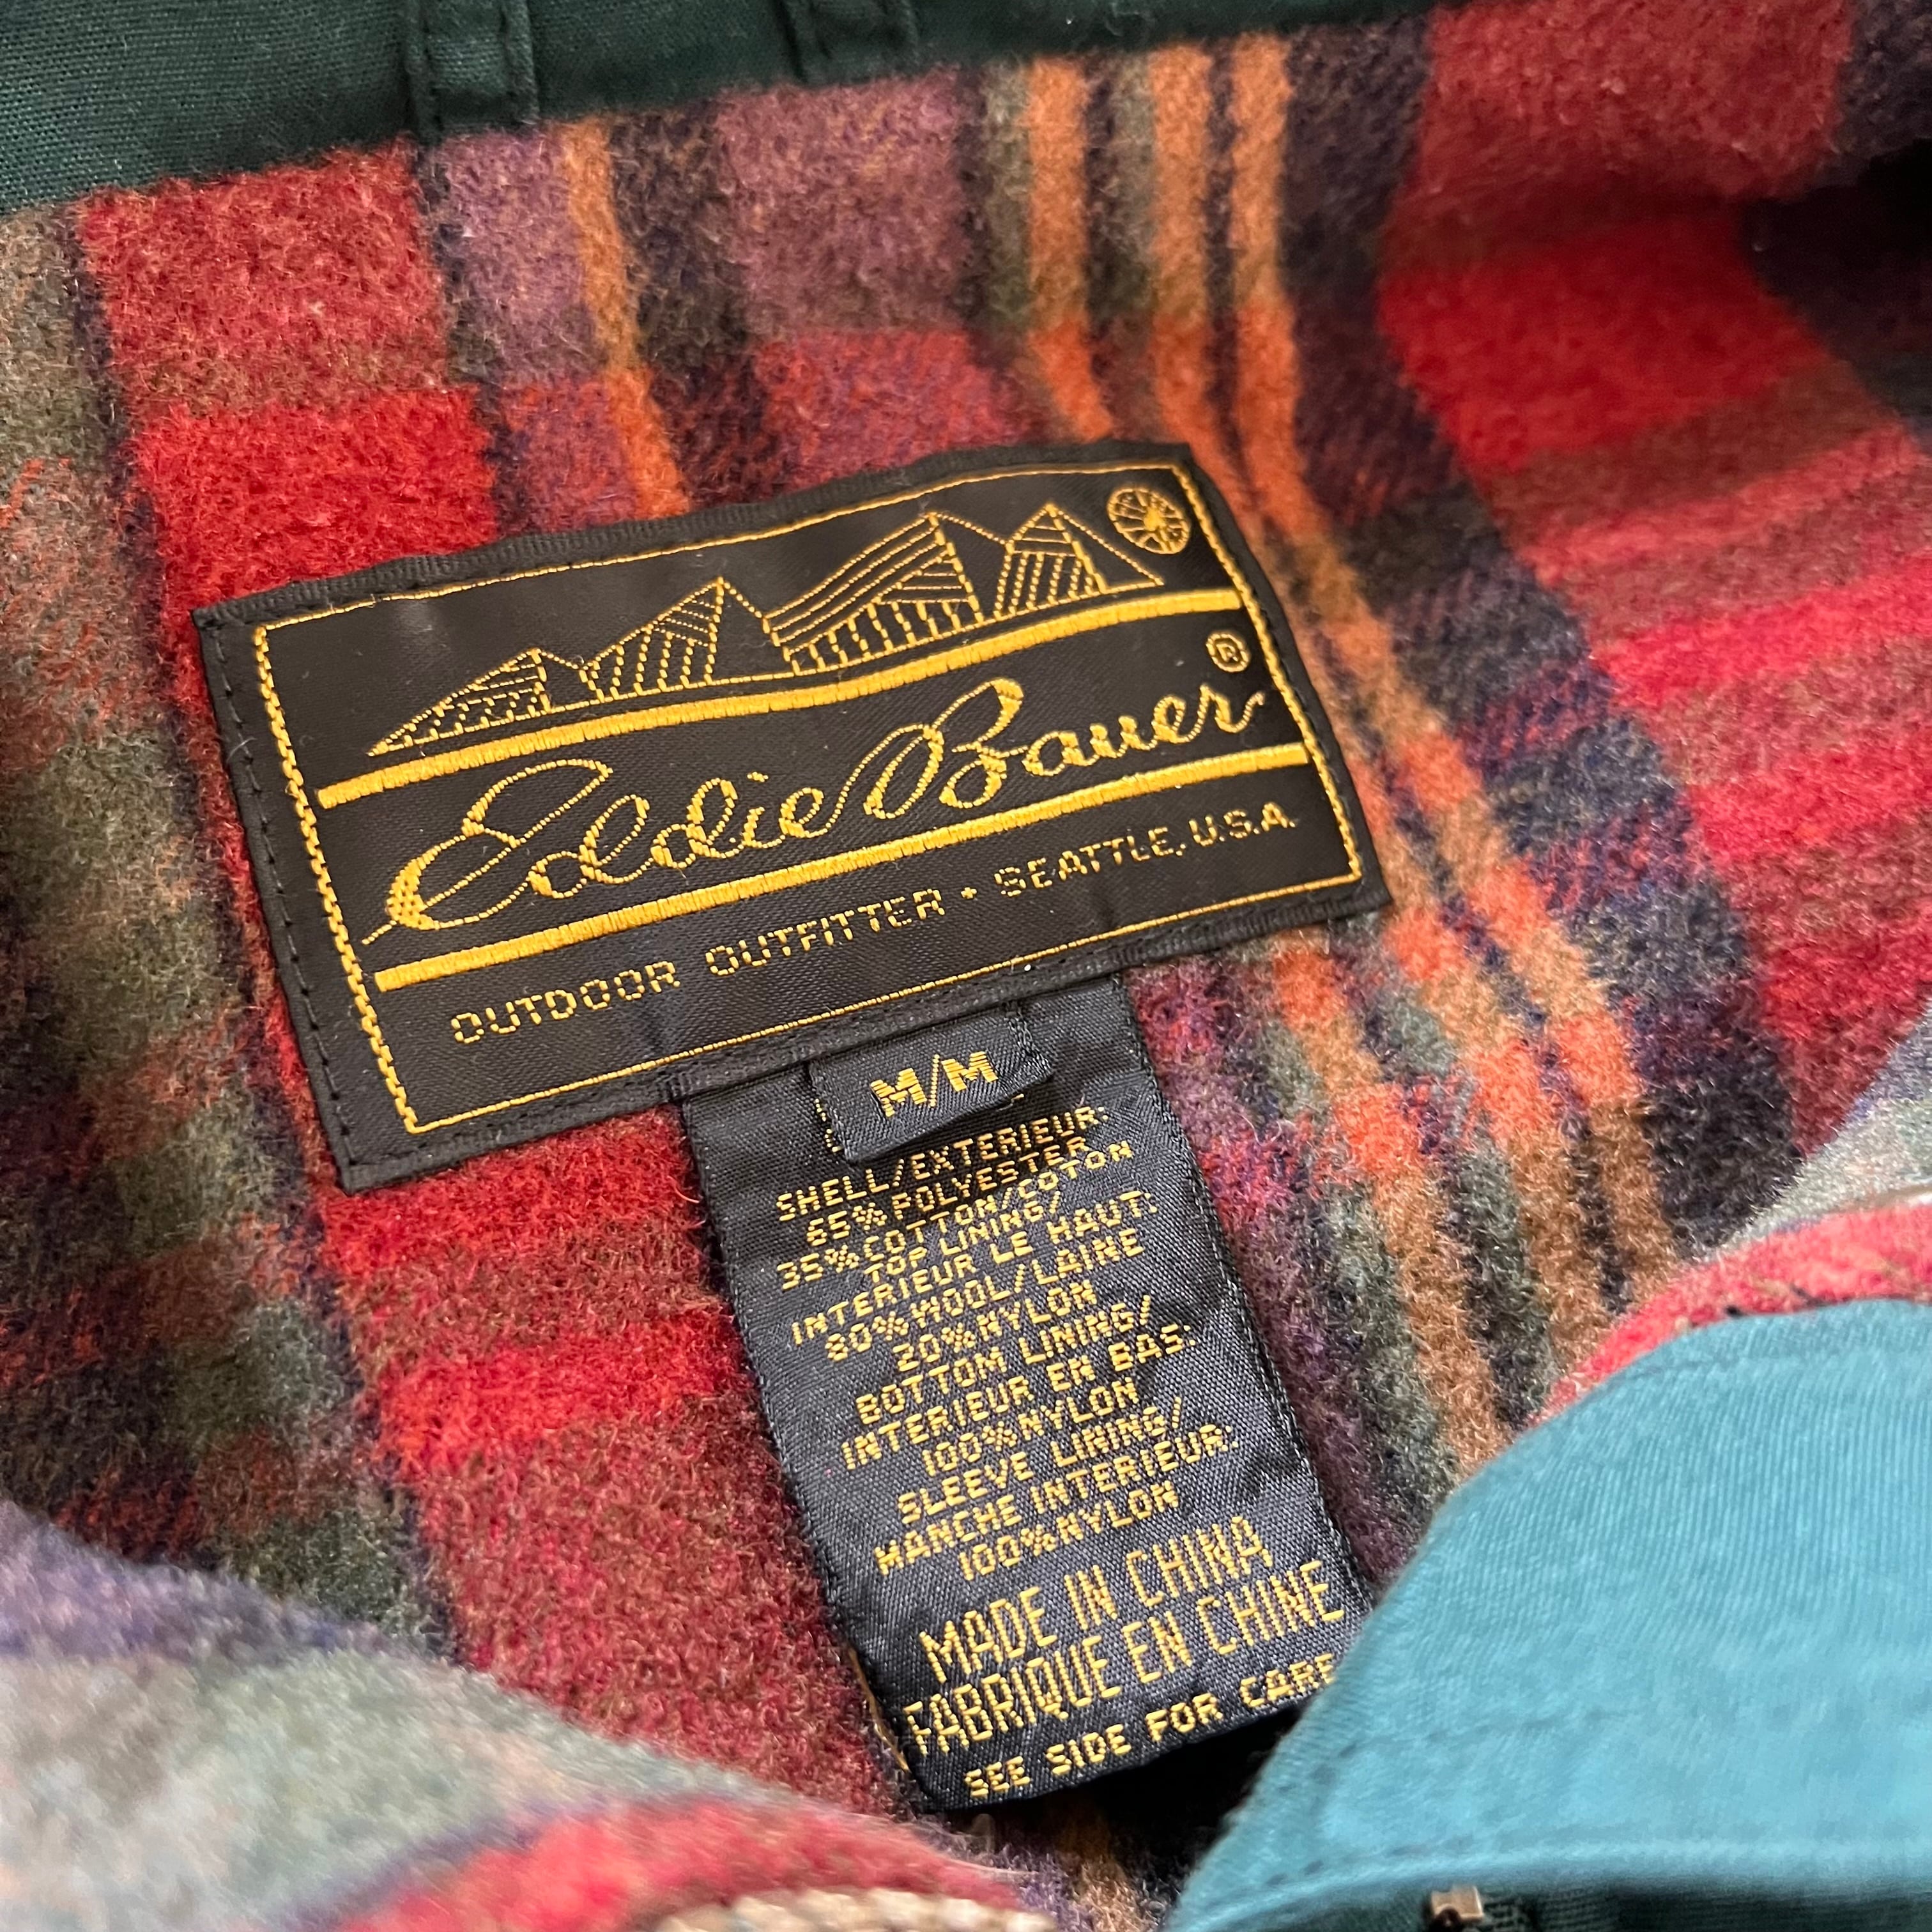 Eddie Bauer®
OUTDOOR OUTFITTER • SEATTLE, U.S.A.
M/M
SHELL/EXTERIEUR:
65% POLYESTER
35% COTTON/COTON
TOP LINING/
INTERIEUR LE HAUT:
80% WOOL/LAINE
20% NYLON
BOTTOM LINING/
INTERIEUR EN BAS:
100% NYLON
SLEEVE LINING/
MANCHE INTERIEUR:
100% NYLON
MADE IN CHINA
FABRIQUE EN CHINE
SEE SIDE FOR CARE